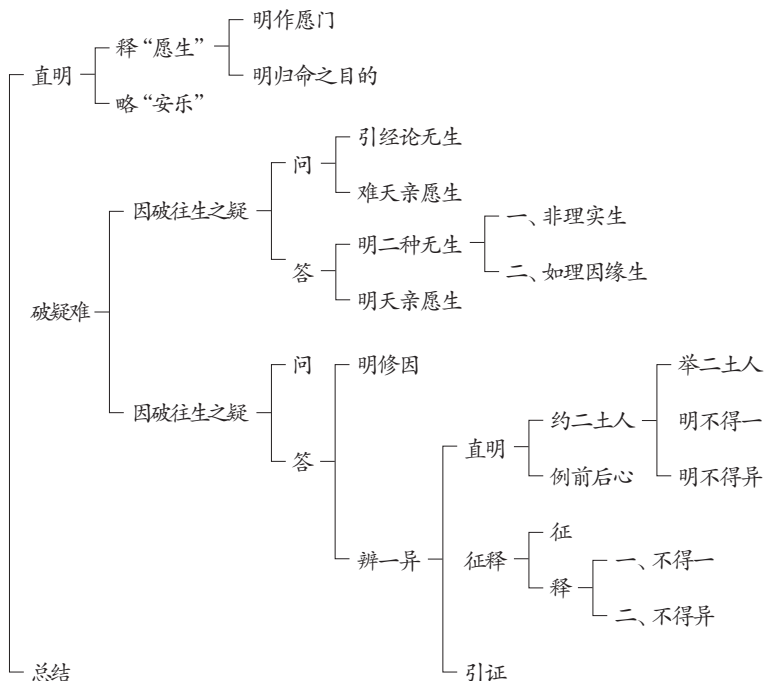 直明
释“愿生”
明作愿门
明归命之目的
略“安乐”
破疑难
因破往生之疑
问
引经论无生
难天亲愿生
答
明二种无生
一、非理实生
二、如理因缘生
明天亲愿生
因破往生之疑
问
答
明修因
辨一异
直明
约二土人
举二土人
明不得一
明不得异
例前后心
征释
征
释
一、不得一
二、不得异
引证
总结